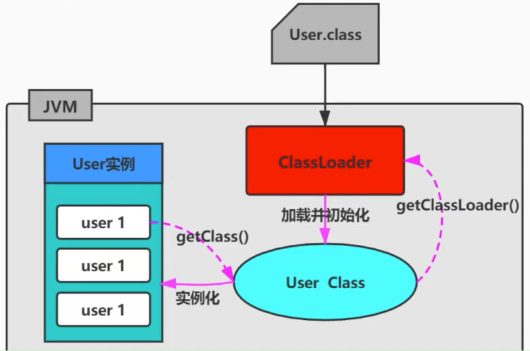 User.class
JVM
User实例
ClassLoader
加载并初始化
getClassLoader()
user 1
getClass()
user 1
User Class
实例化
user 1